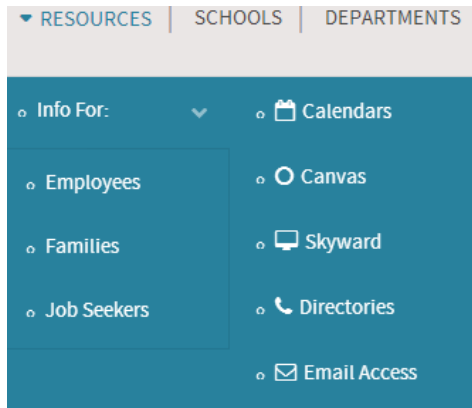 RESOURCES | SCHOOLS | DEPARTMENTS
Info For:
Employees
Families
Job Seekers
Calendars
Canvas
Skyward
Directories
Email Access